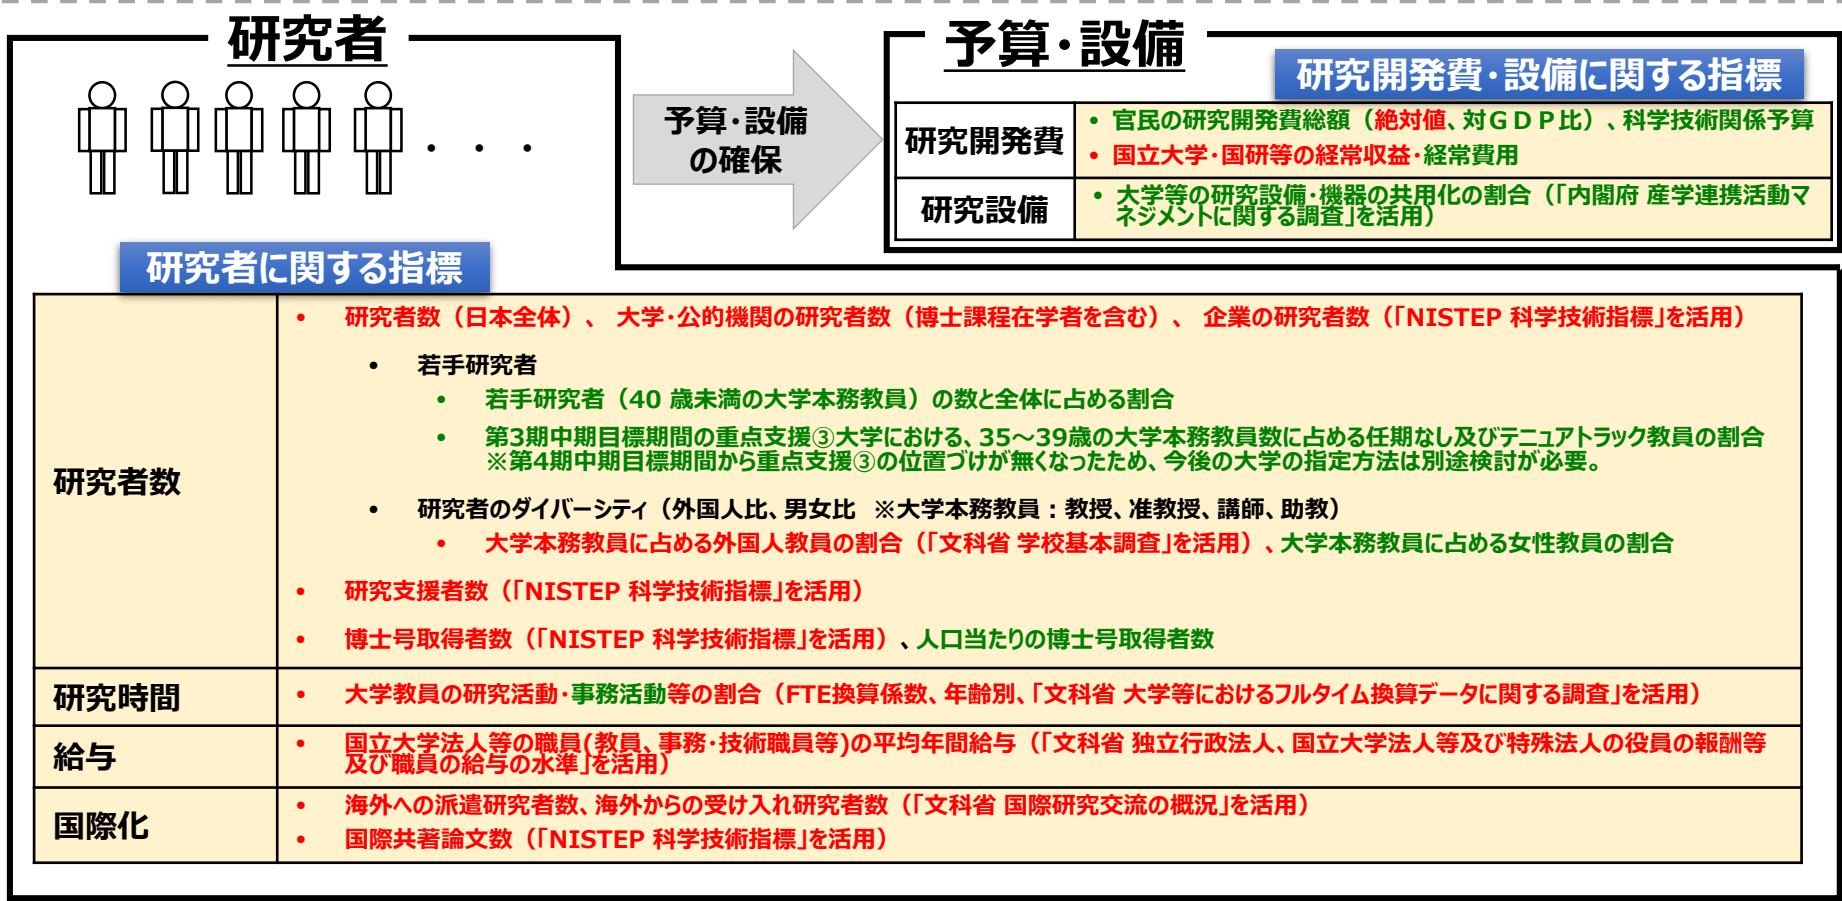 研究者
予算・設備
の確保
予算・設備
研究開発費・設備に関する指標
研究開発費
• 官民の研究開発費総額（絶対値、対ＧＤＰ比）、科学技術関係予算
• 国立大学・国研等の経常収益・経常費用
研究設備
• 大学等の研究設備・機器の共用化の割合（「内閣府 産学連携活動マ
ネジメントに関する調査」を活用）
研究者に関する指標
研究者数
• 研究者数（日本全体）、 大学・公的機関の研究者数（博士課程在学者を含む）、 企業の研究者数（「NISTEP 科学技術指標」を活用）
• 若手研究者
• 若手研究者（40 歳未満の大学本務教員）の数と全体に占める割合
• 第3期中期目標期間の重点支援③大学における、35～39歳の大学本務教員数に占める任期なし及びテニュアトラック教員の割合
※第4期中期目標期間から重点支援③の位置づけが無くなったため、今後の大学の指定方法は別途検討が必要。
• 研究者のダイバーシティ（外国人比、男女比 ※大学本務教員：教授、准教授、講師、助教）
• 大学本務教員に占める外国人教員の割合（「文科省 学校基本調査」を活用）、大学本務教員に占める女性教員の割合
• 研究支援者数（「NISTEP 科学技術指標」を活用）
• 博士号取得者数（「NISTEP 科学技術指標」を活用）、人口当たりの博士号取得者数
研究時間
• 大学教員の研究活動・事務活動等の割合（FTE換算係数、年齢別、「文科省 大学等におけるフルタイム換算データに関する調査」を活用）
給与
• 国立大学法人等の職員(教員、事務・技術職員等)の平均年間給与（「文科省 独立行政法人、国立大学法人等及び特殊法人の役員の報酬等
及び職員の給与の水準」を活用）
国際化
• 海外への派遣研究者数、海外からの受け入れ研究者数（「文科省 国際研究交流の概況」を活用）
• 国際共著論文数（「NISTEP 科学技術指標」を活用）